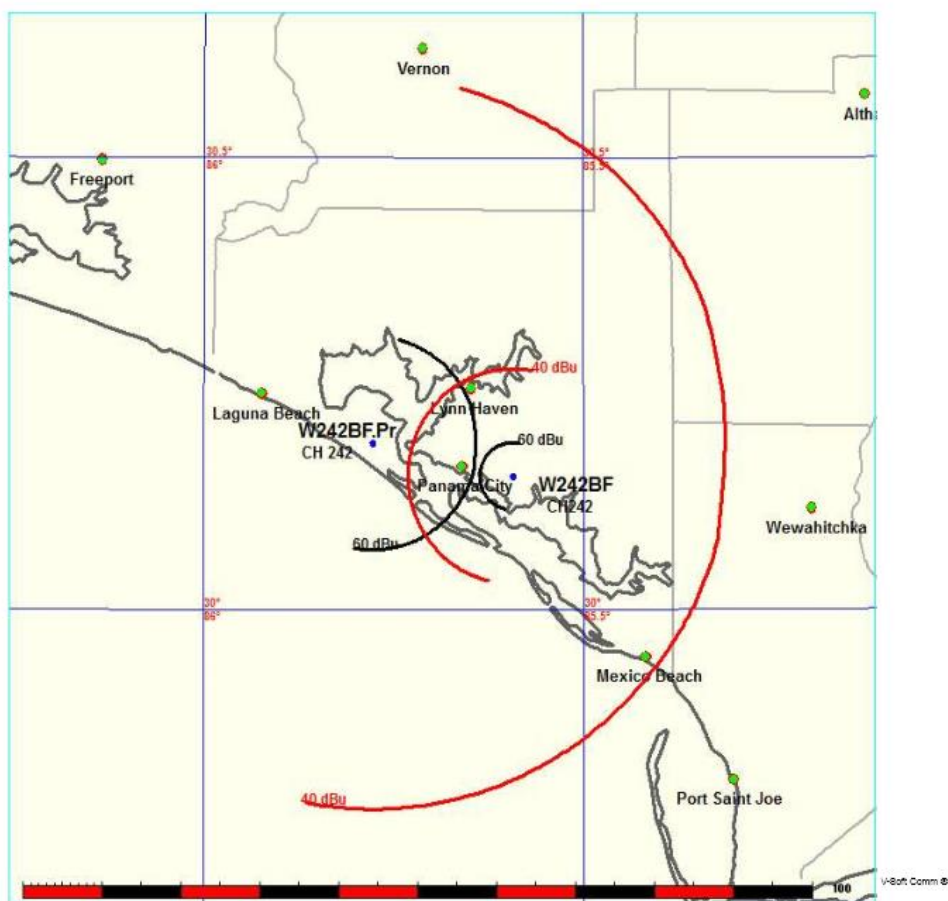 Vernon
Altha
30.5°
86°
30.5°
85.5°
Freeport
40 dBu
Laguna Beach
Lynn Haven
W242BF.Pr
CH 242
60 dBu
Panama City
W242BF
CH242
Wewahitchka
60 dBu
30°
86°
30°
85.5°
Mexico Beach
40 dBu
Port Saint Joe
100
V-Soft Comm ®